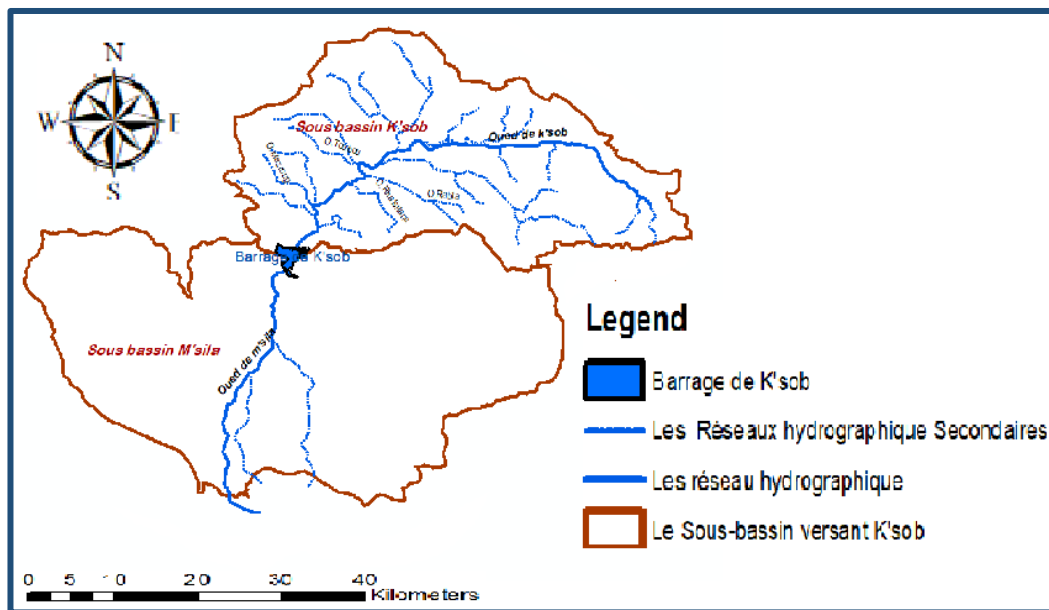 N
W
E
S
Sous bassin K'sob
Oued de k'sob
O Rabta
Barrage de K'sob
Sous bassin M'sila
Oued de m'sila
Legend
Barrage de K'sob
Les Réseaux hydrographique Secondaires
Les réseau hydrographique
Le Sous-bassin versant K'sob
0 5 10 20 30 40
Kilometers